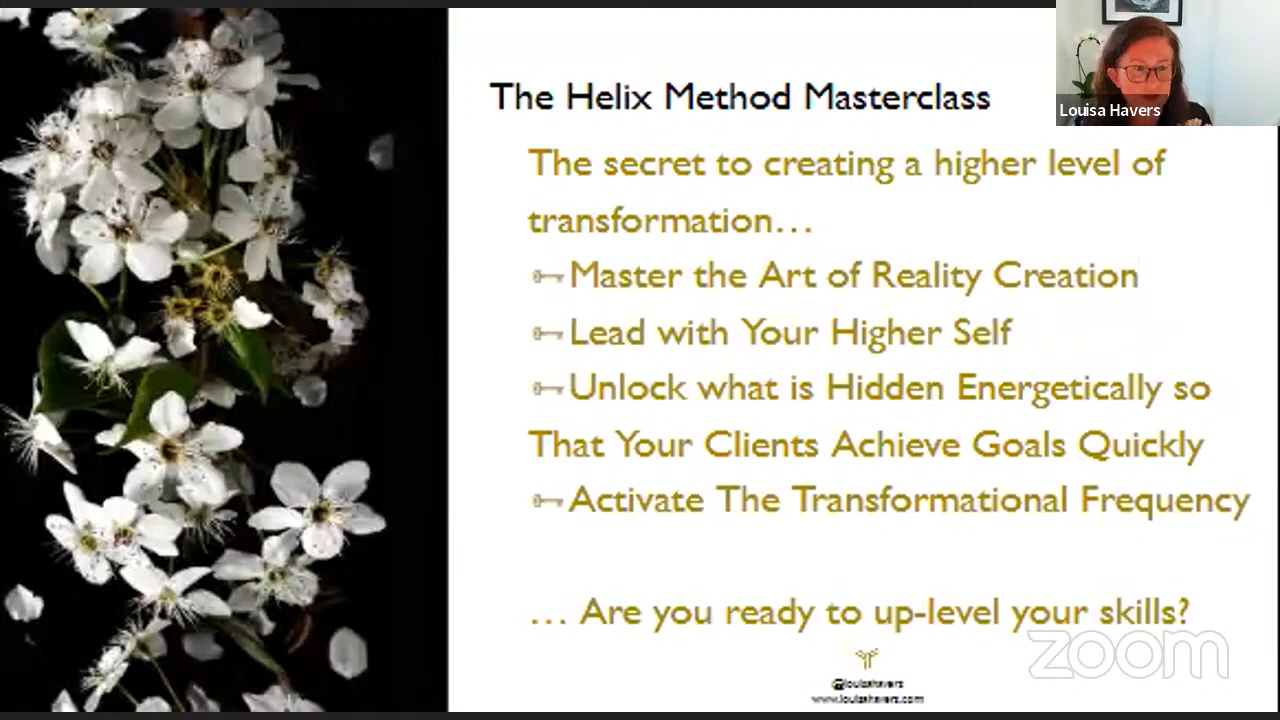 The Helix Method Masterclass
Louisa Havers
The secret to creating a higher level of
transformation...
Master the Art of Reality Creation
Lead with Your Higher Self
Unlock what is Hidden Energetically so
That Your Clients Achieve Goals Quickly
Activate The Transformational Frequency
... Are you ready to up-level your skills?
zoom
@louisahavers
www.louisahavers.com